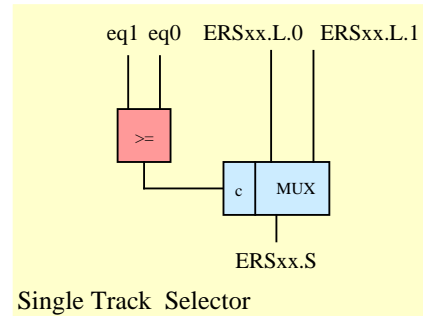 eq1 eq0 ERSxx.L.0 ERSxx.L.1
>=
c MUX
ERSxx.S
Single Track Selector